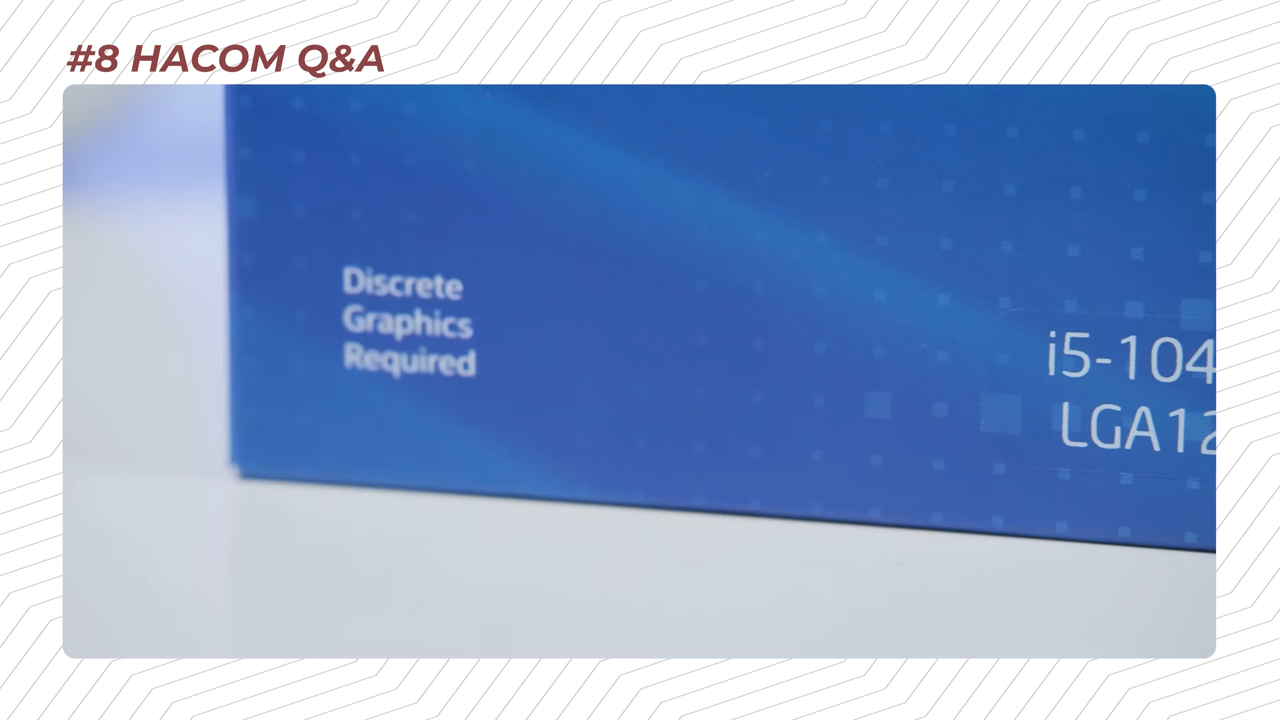 #8 HACOM Q&A
Discrete
Graphics
Required
i5-104
LGA12